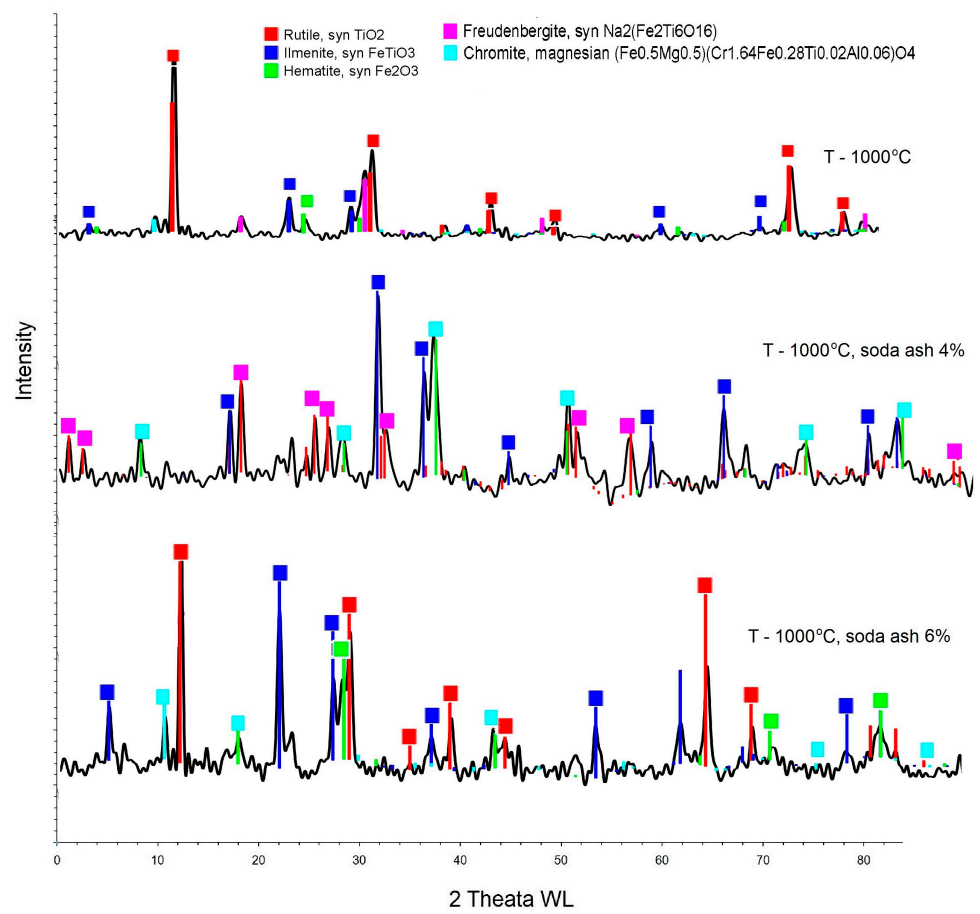 Rutile, syn TiO2
Ilmenite, syn FeTiO3
Hematite, syn Fe2O3
Freudenbergite, syn Na2(Fe2Ti6O16)
Chromite, magnesian (Fe0.5Mg0.5)(Cr1.64Fe0.28Ti0.02Al0.06)O4
T - 1000°C
T - 1000°C, soda ash 4%
T - 1000°C, soda ash 6%
Intensity
0 10 20 30 40 50 60 70 80
2 Theata WL